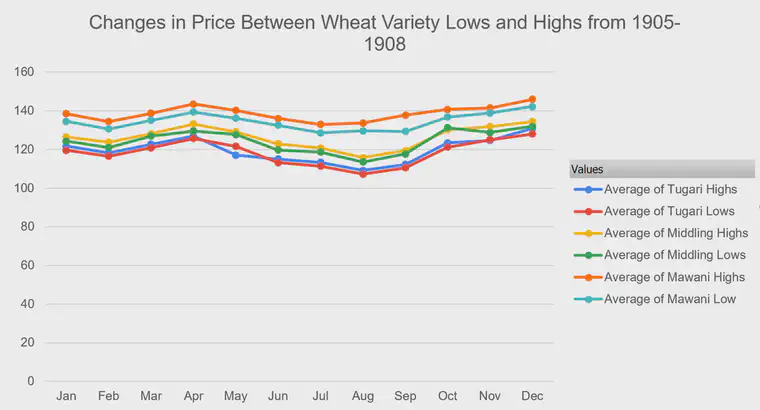 Changes in Price Between Wheat Variety Lows and Highs from 1905-
1908
160
140
120
100
80
60
40
20
0
Jan Feb Mar Apr May Jun Jul Aug Sep Oct Nov Dec
Values
Average of Tugari Highs
Average of Tugari Lows
Average of Middling Highs
Average of Middling Lows
Average of Mawani Highs
Average of Mawani Low